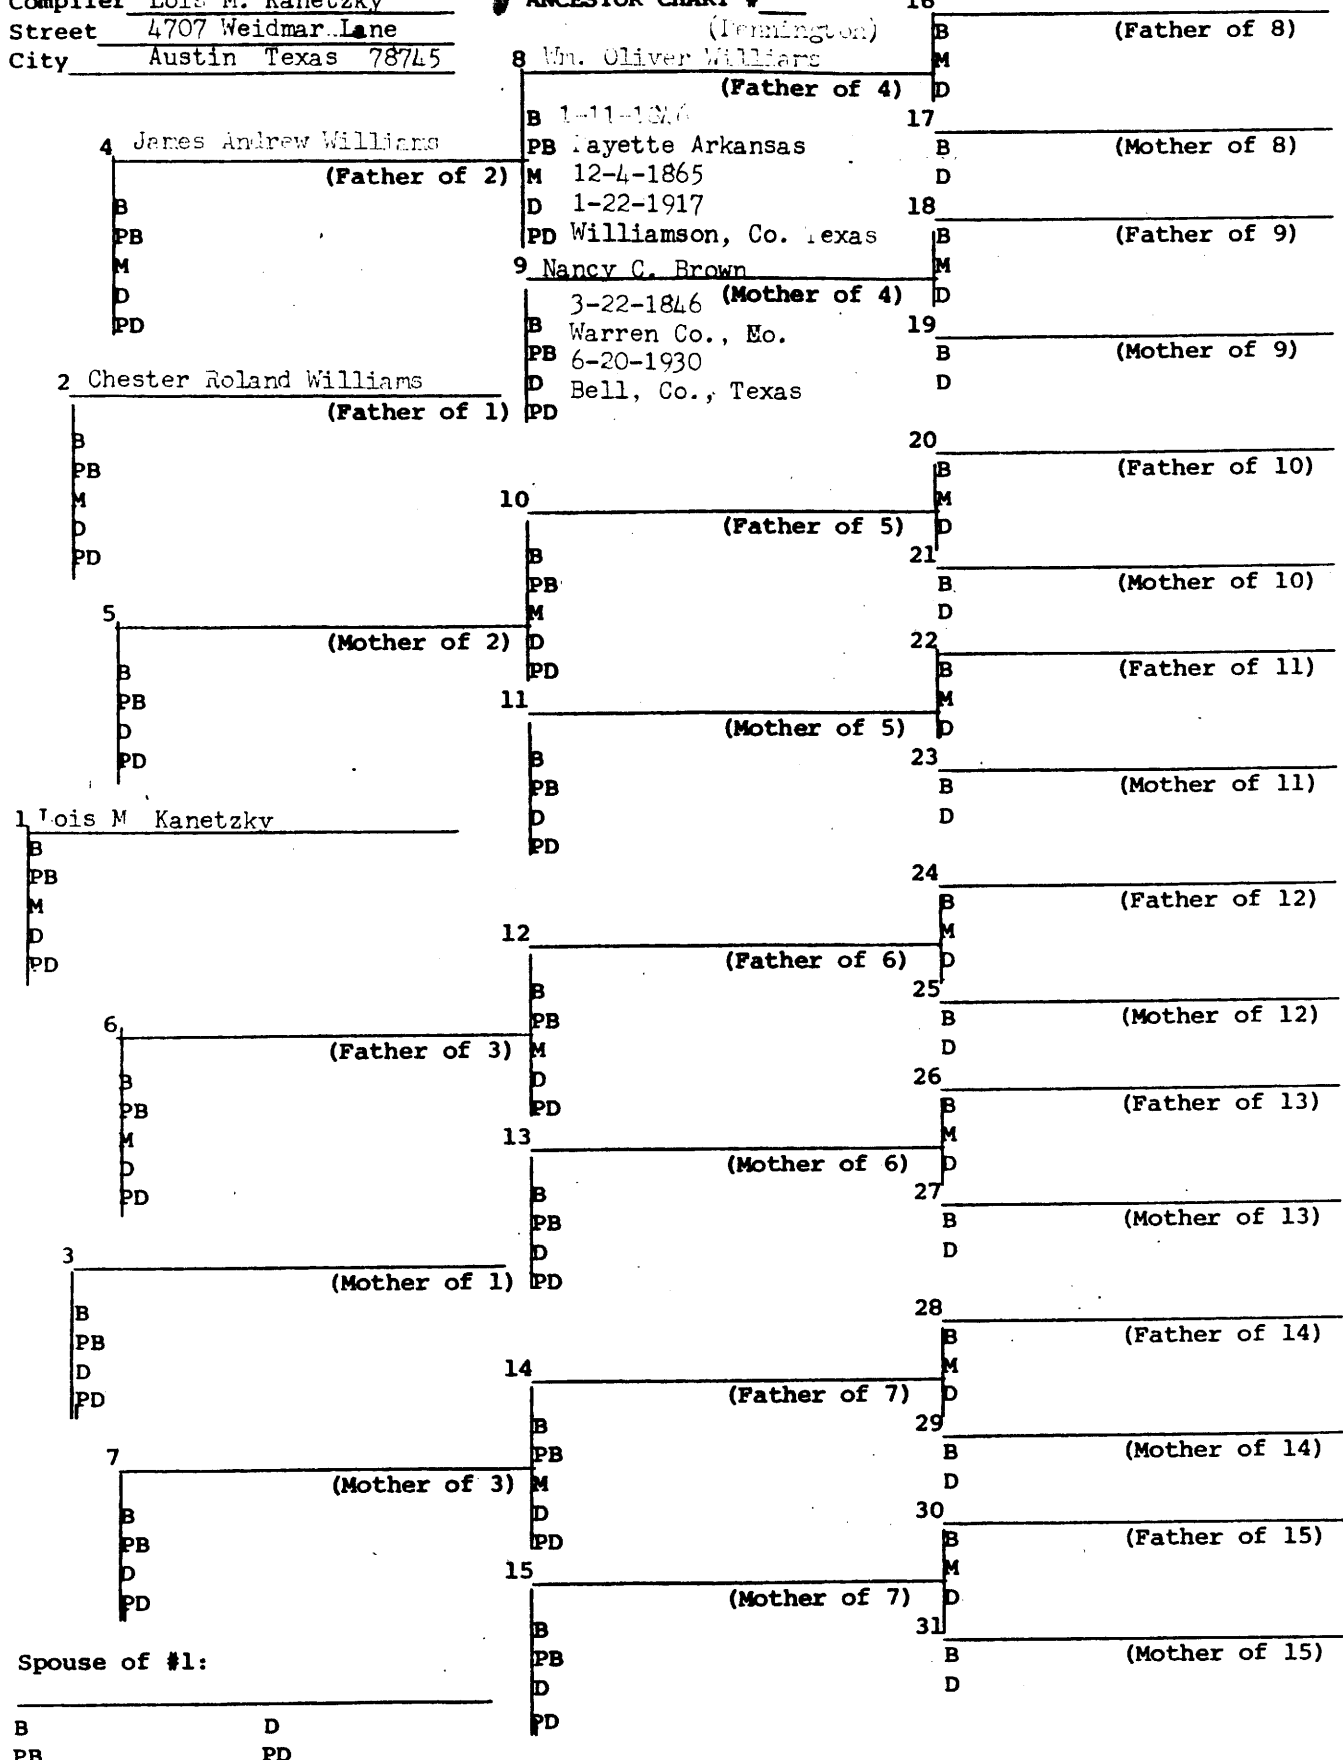 Compiler Lois M. Kanetzky
Street 4707 Weidmar Lane
City Austin Texas 78745
ANCESTOR CHART #
16
B (Father of 8)
M
D
(Pennington)
8 Wm. Oliver Williams
(Father of 4)
B 1-11-
PB Fayette Arkansas
M 12-4-1865
D 1-22-1917
PD Williamson, Co. Texas
17
B (Mother of 8)
D
4 James Andrew Williams
(Father of 2)
B
PB
M
D
PD
18
B (Father of 9)
M
D
9 Nancy C. Brown
(Mother of 4)
3-22-1846
B Warren Co., Mo.
PB 6-20-1930
D Bell, Co., Texas
PD
19
B (Mother of 9)
D
2 Chester Roland Williams
(Father of 1)
B
PB
M
D
PD
20
B (Father of 10)
M
D
10
(Father of 5)
B
PB
M
D
PD
21
B (Mother of 10)
D
5
(Mother of 2)
B
PB
D
PD
22
B (Father of 11)
M
D
11
(Mother of 5)
B
PB
D
PD
23
B (Mother of 11)
D
1 Lois M Kanetzky
B
PB
M
D
PD
24
B (Father of 12)
M
D
12
(Father of 6)
B
PB
M
D
PD
25
B (Mother of 12)
D
6
(Father of 3)
B
PB
M
D
PD
26
B (Father of 13)
M
D
13
(Mother of 6)
B
PB
D
PD
27
B (Mother of 13)
D
3
(Mother of 1)
B
PB
D
PD
28
B (Father of 14)
M
D
14
(Father of 7)
B
PB
M
D
PD
29
B (Mother of 14)
D
7
(Mother of 3)
B
PB
D
PD
30
B (Father of 15)
M
D
15
(Mother of 7)
B
PB
D
PD
31
B (Mother of 15)
D
Spouse of #1:
B D
PB PD